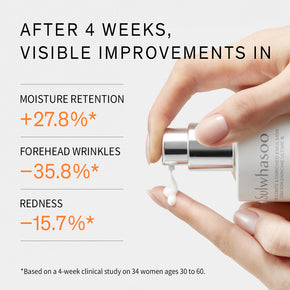 AFTER 4 WEEKS,
VISIBLE IMPROVEMENTS IN
MOISTURE RETENTION
+27.8%*
FOREHEAD WRINKLES
−35.8%*
REDNESS
−15.7%*
Sulwhasoo
*Based on a 4-week clinical study on 34 women ages 30 to 60.